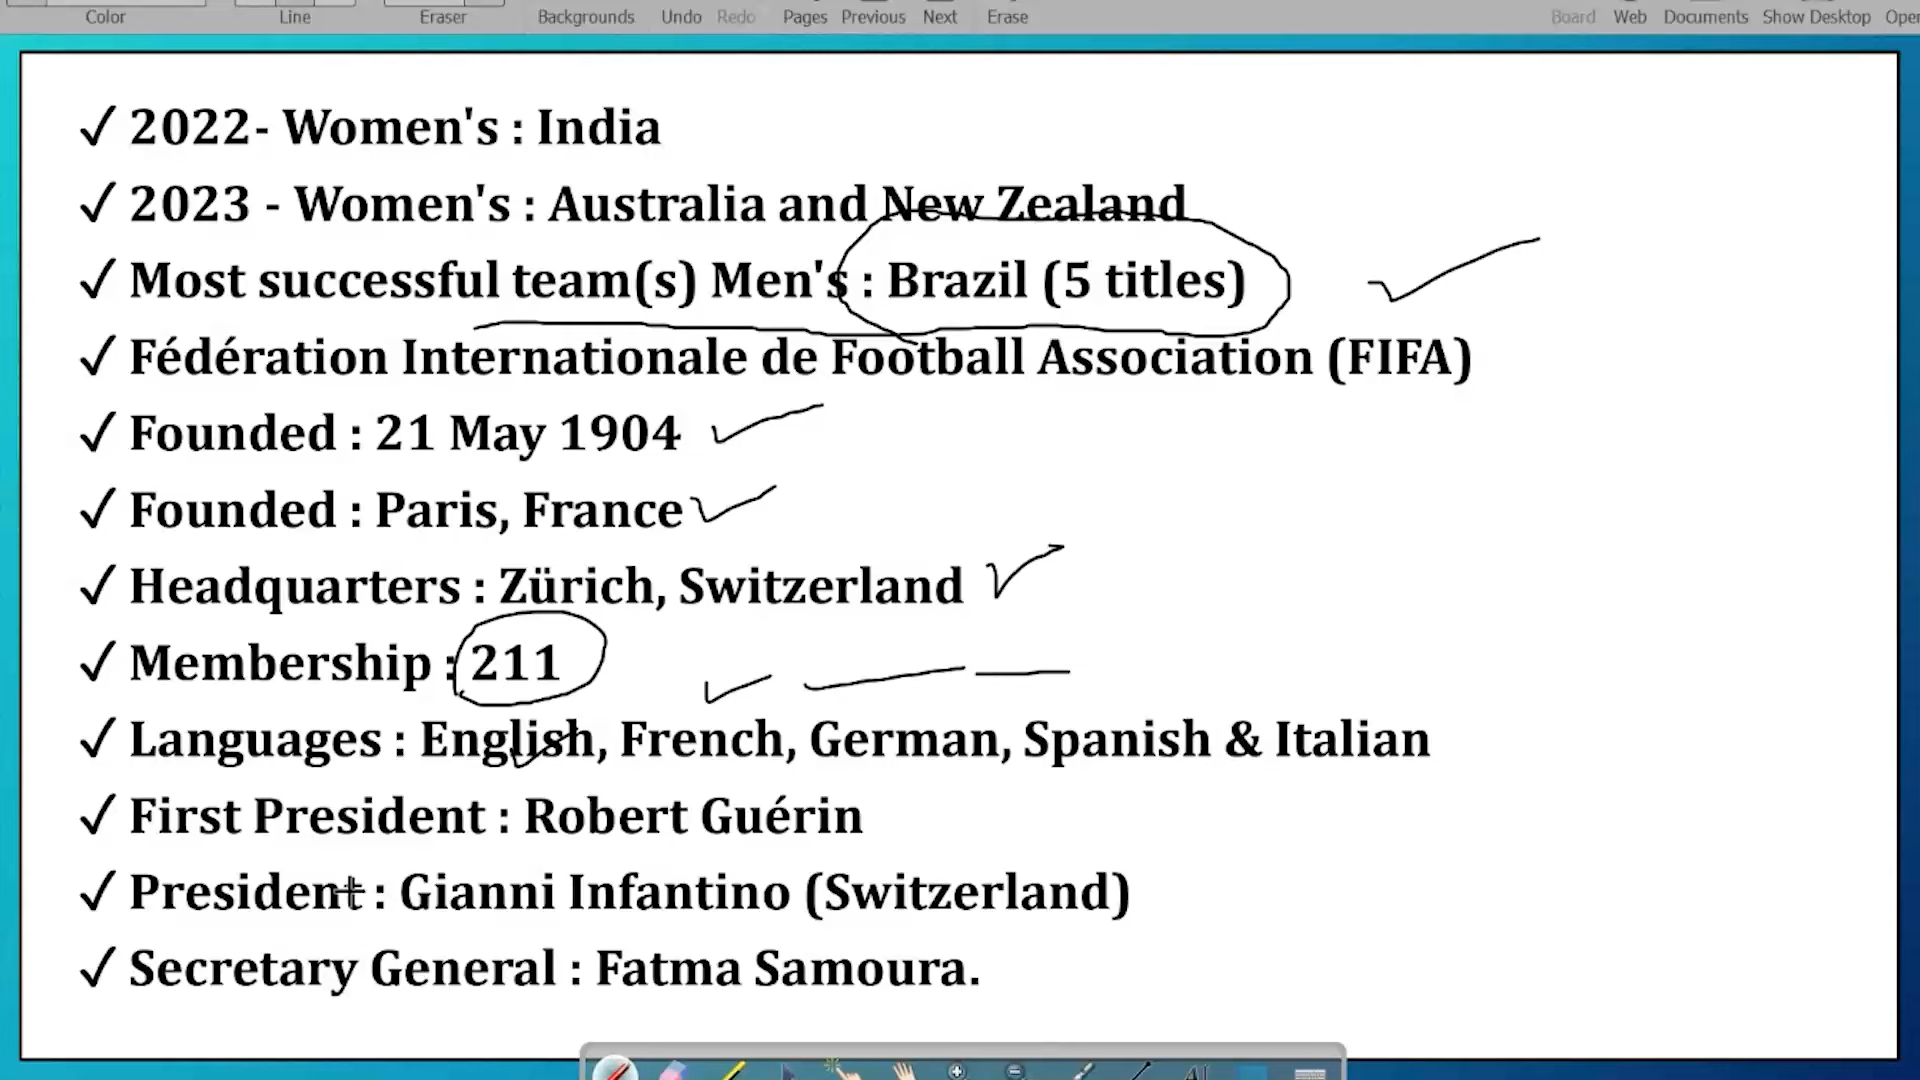 Color Line Eraser Backgrounds Undo Redo Pages Previous Next Erase Board Web Documents Show Desktop
✓ 2022- Women's : India
✓ 2023 - Women's : Australia and New Zealand
✓ Most successful team(s) Men's : Brazil (5 titles)
✓ Fédération Internationale de Football Association (FIFA)
✓ Founded : 21 May 1904
✓ Founded : Paris, France
✓ Headquarters : Zürich, Switzerland
✓ Membership : 211
✓ Languages : English, French, German, Spanish & Italian
✓ First President : Robert Guérin
✓ President : Gianni Infantino (Switzerland)
✓ Secretary General : Fatma Samoura.